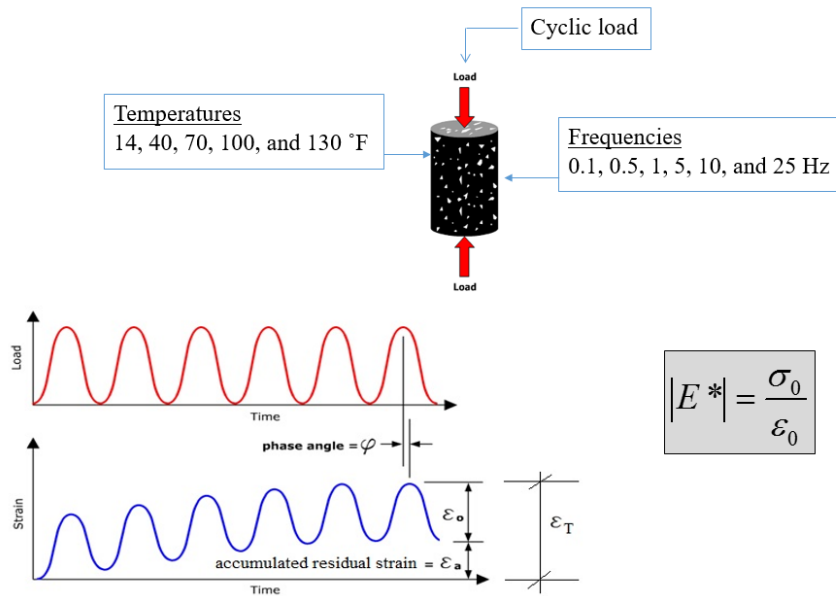 Cyclic load
Load
Temperatures
14, 40, 70, 100, and 130 ˚F
Frequencies
0.1, 0.5, 1, 5, 10, and 25 Hz
Load
Load
Time
|E*| = σ₀ / ε₀
phase angle = φ
Strain
ε₀
ε_T
accumulated residual strain = εₐ
Time